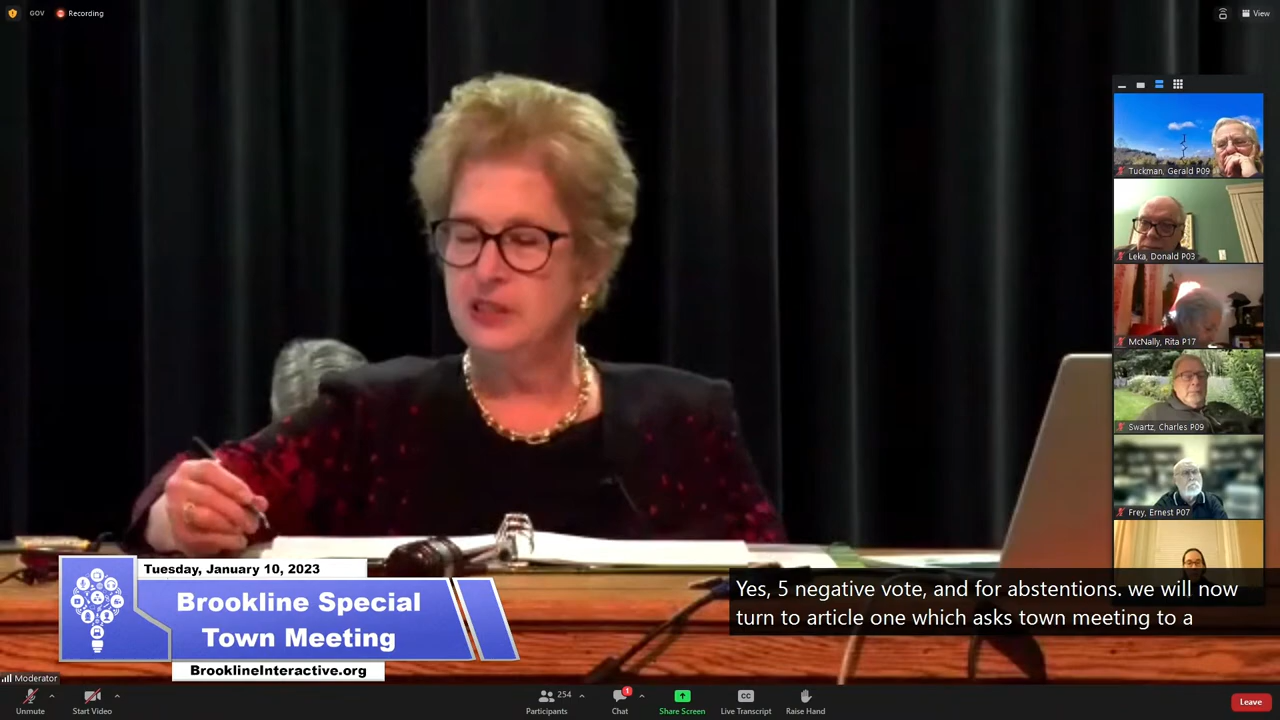 GOV
Recording
View
Tuckman, Gerald P09
Leka, Donald P03
McNally, Rita P17
Swartz, Charles P09
Frey, Ernest P07
Yes, 5 negative vote, and for abstentions. we will now
turn to article one which asks town meeting to a
Tuesday, January 10, 2023
Brookline Special
Town Meeting
BrooklineInteractive.org
Moderator
Unmute
Start Video
254
Participants
1
Chat
Share Screen
CC
Live Transcript
Raise Hand
Leave